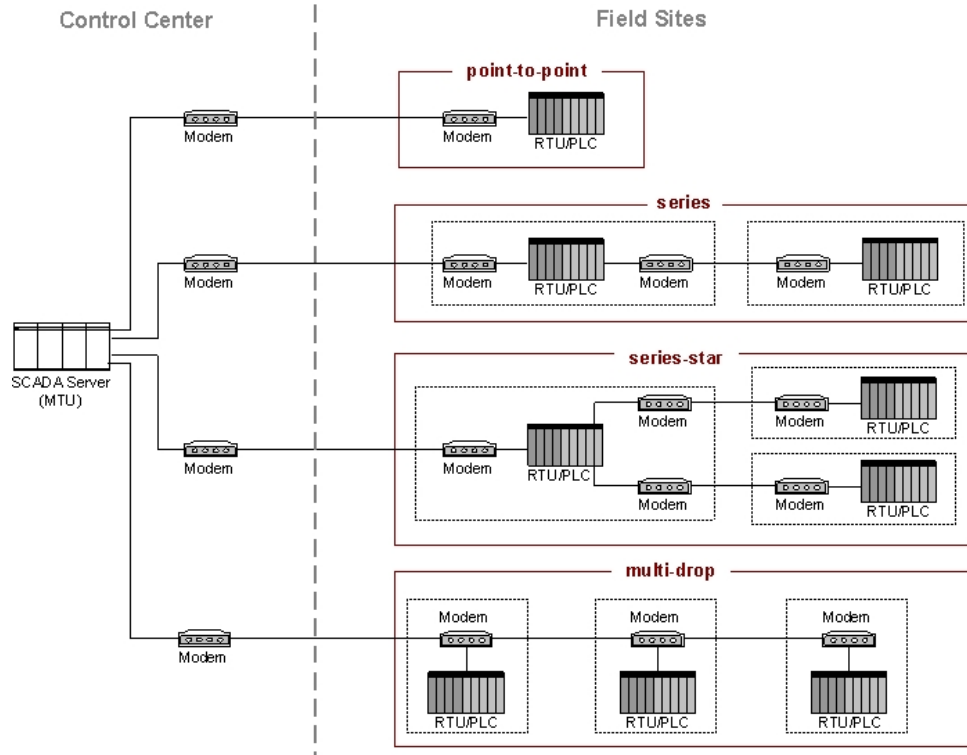 Control Center
Field Sites
point-to-point
Modem
Modem
RTU/PLC
series
Modem
Modem
RTU/PLC
Modem
Modem
RTU/PLC
SCADA Server
(MTU)
series-star
Modem
Modem
RTU/PLC
Modem
Modem
RTU/PLC
Modem
Modem
RTU/PLC
multi-drop
Modem
Modem
Modem
Modem
RTU/PLC
RTU/PLC
RTU/PLC